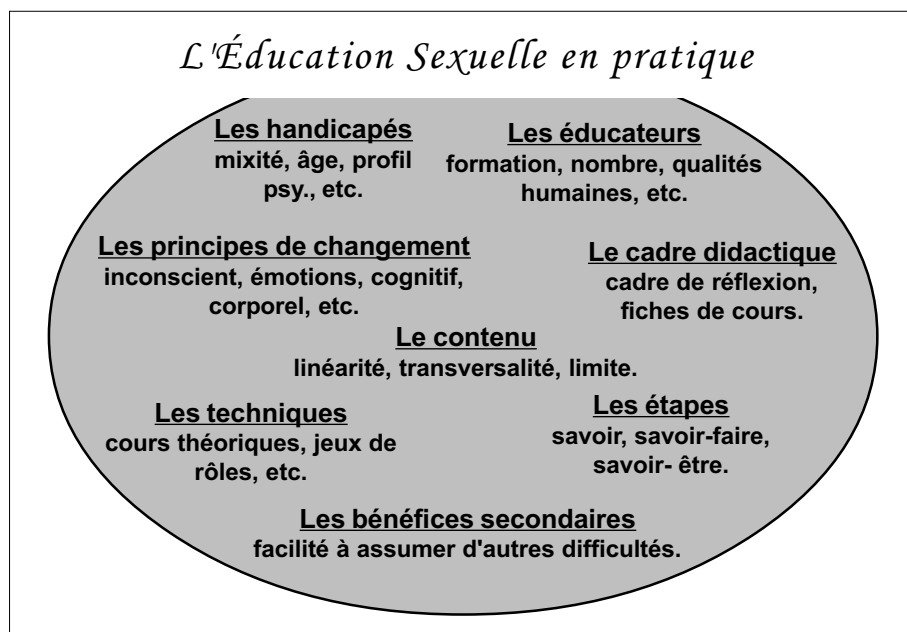 L'Éducation Sexuelle en pratique
Les handicapés
mixité, âge, profil
psy., etc.
Les éducateurs
formation, nombre, qualités
humaines, etc.
Les principes de changement
inconscient, émotions, cognitif,
corporel, etc.
Le cadre didactique
cadre de réflexion,
fiches de cours.
Le contenu
linéarité, transversalité, limite.
Les techniques
cours théoriques, jeux de
rôles, etc.
Les étapes
savoir, savoir-faire,
savoir- être.
Les bénéfices secondaires
facilité à assumer d'autres difficultés.